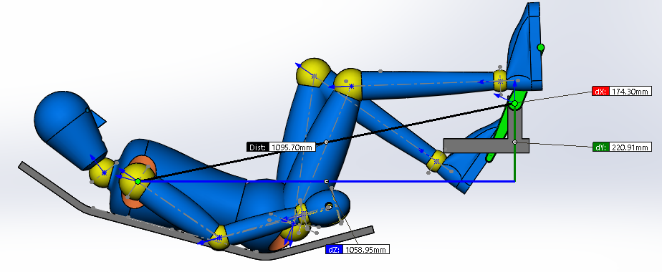 dX: 174.30mm
Dist: 1095.70mm
dY: 220.91mm
dZ: 1058.95mm